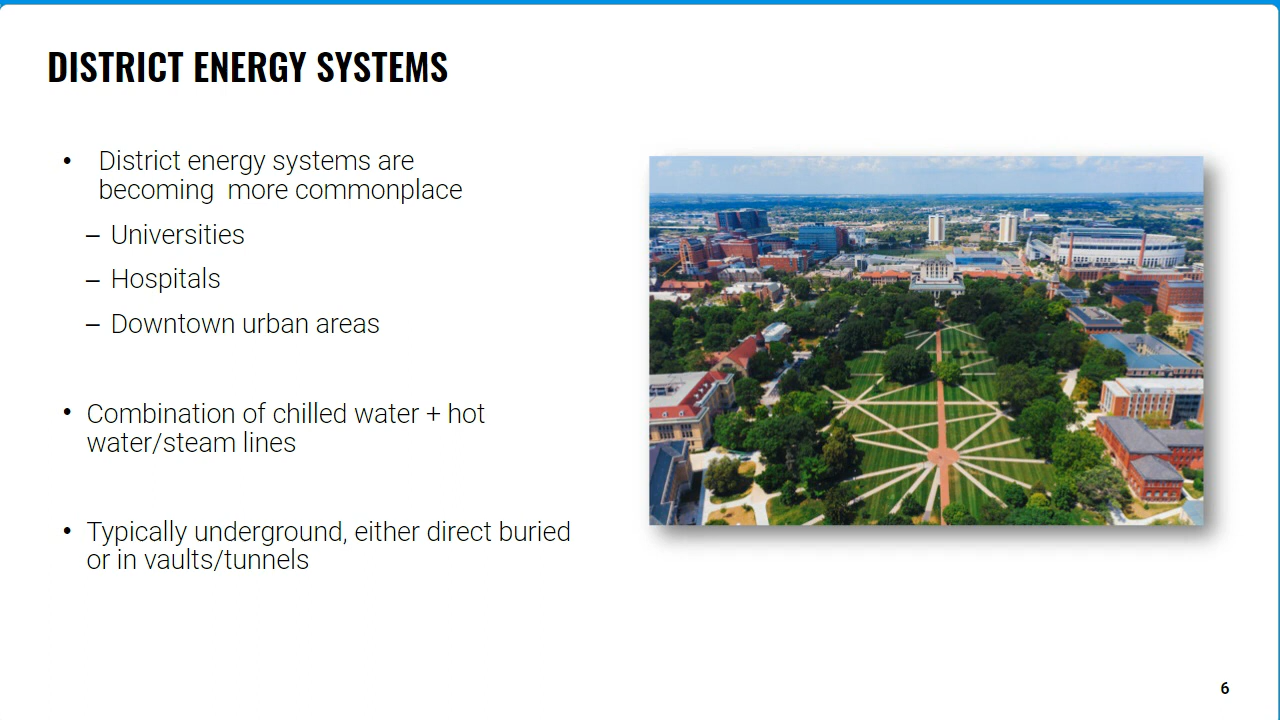 DISTRICT ENERGY SYSTEMS
• District energy systems are
becoming  more commonplace
– Universities
– Hospitals
– Downtown urban areas
• Combination of chilled water + hot
water/steam lines
• Typically underground, either direct buried
or in vaults/tunnels
6